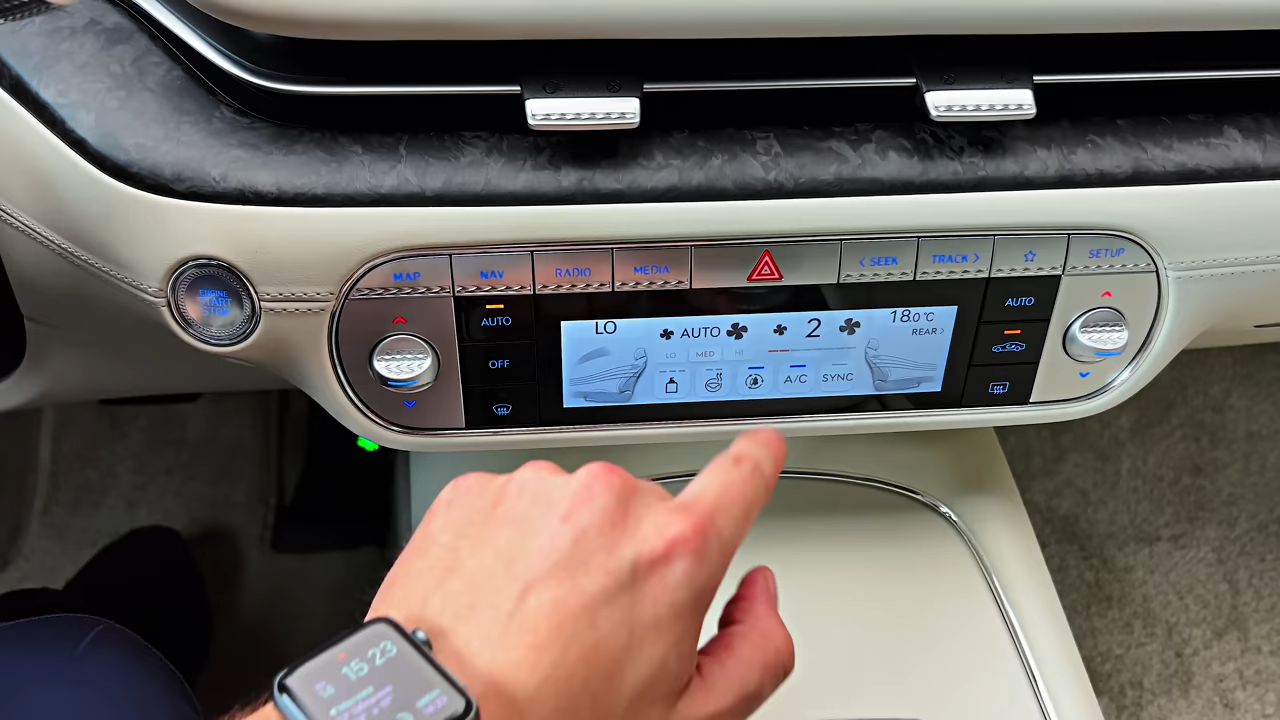 MAP NAV RADIO MEDIA < SEEK TRACK > SETUP
ENGINE START STOP
AUTO
OFF
LO AUTO 2 18.0 °C
REAR >
LO MED HI
A/C SYNC
AUTO
15 23